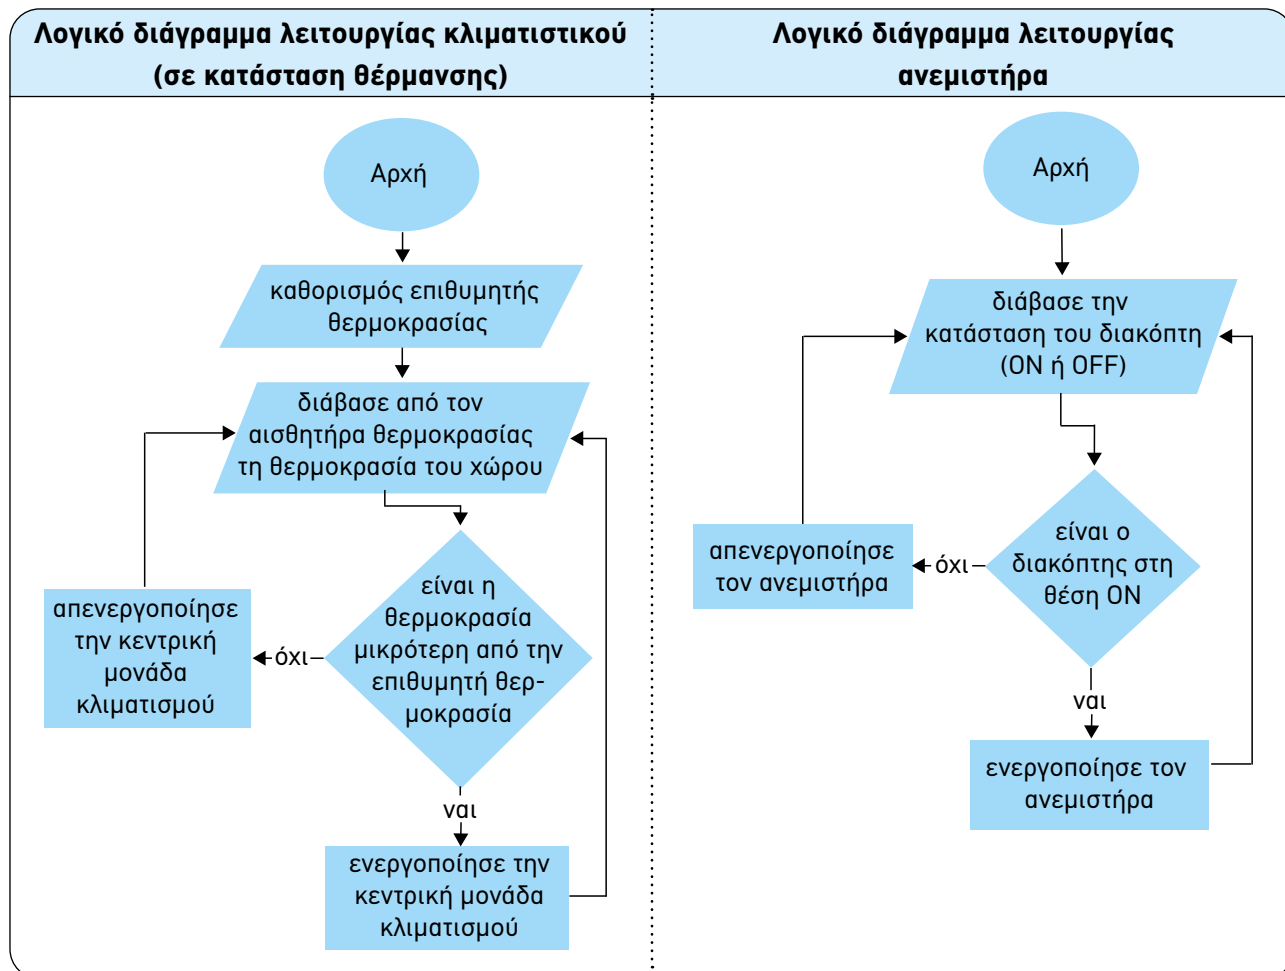 Λογικό διάγραμμα λειτουργίας κλιματιστικού
(σε κατάσταση θέρμανσης)
Αρχή
καθορισμός επιθυμητής
θερμοκρασίας
διάβασε από τον
αισθητήρα θερμοκρασίας
τη θερμοκρασία του χώρου
είναι η
θερμοκρασία
μικρότερη από την
επιθυμητή θερ-
μοκρασία
όχι
απενεργοποίησε
την κεντρική
μονάδα
κλιματισμού
ναι
ενεργοποίησε την
κεντρική μονάδα
κλιματισμού
Λογικό διάγραμμα λειτουργίας
ανεμιστήρα
Αρχή
διάβασε την
κατάσταση του διακόπτη
(ON ή OFF)
είναι ο
διακόπτης στη
θέση ON
όχι
απενεργοποίησε
τον ανεμιστήρα
ναι
ενεργοποίησε τον
ανεμιστήρα